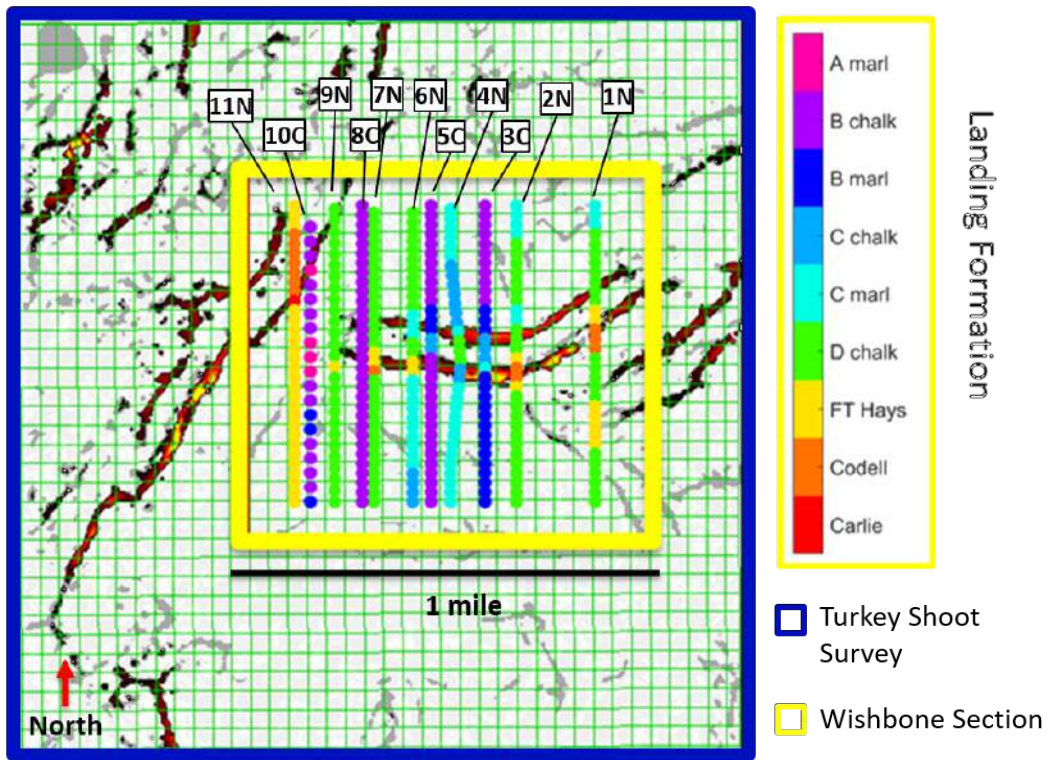 9N
7N
6N
4N
2N
1N
11N
10C
8C
5C
3C
1 mile
North
A marl
B chalk
B marl
C chalk
C marl
D chalk
FT Hays
Codell
Carlie
Landing Formation
Turkey Shoot
Survey
Wishbone Section